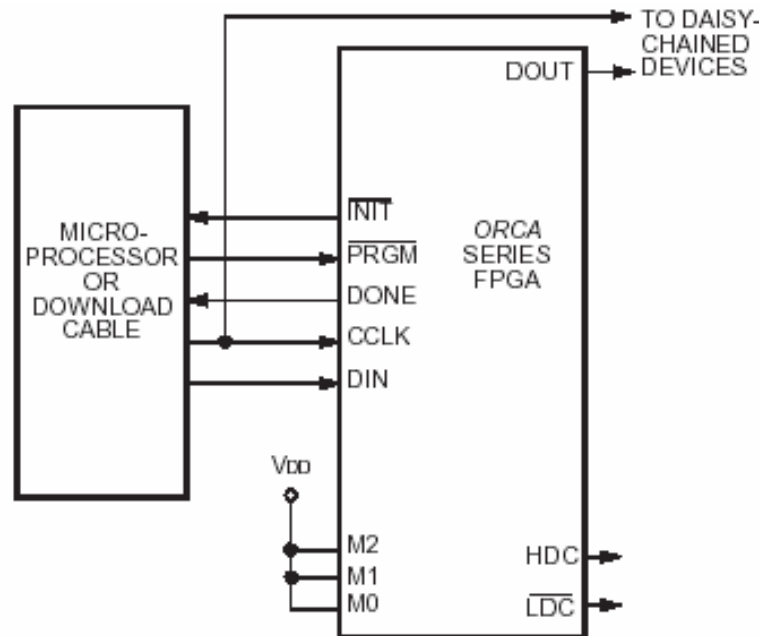 TO DAISY-
CHAINED
DEVICES
DOUT
MICRO-
PROCESSOR
OR
DOWNLOAD
CABLE
INIT
PRGM
DONE
CCLK
DIN
ORCA
SERIES
FPGA
VDD
M2
M1
M0
HDC
LDC